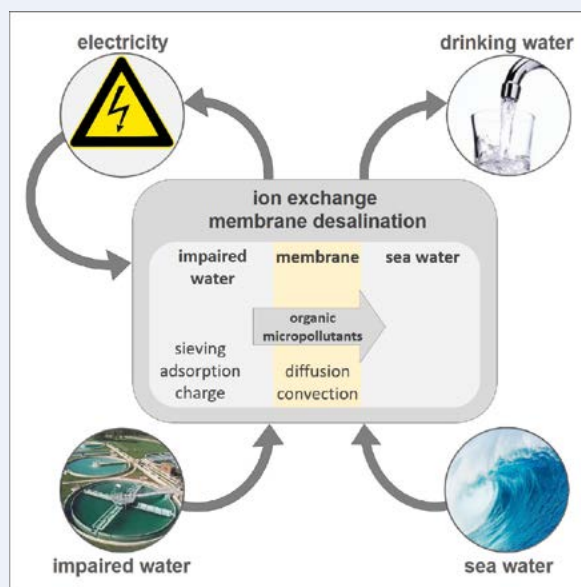 electricity
drinking water
ion exchange
membrane desalination
impaired
water
membrane
sea water
organic
micropollutants
sieving
adsorption
charge
diffusion
convection
impaired water
sea water